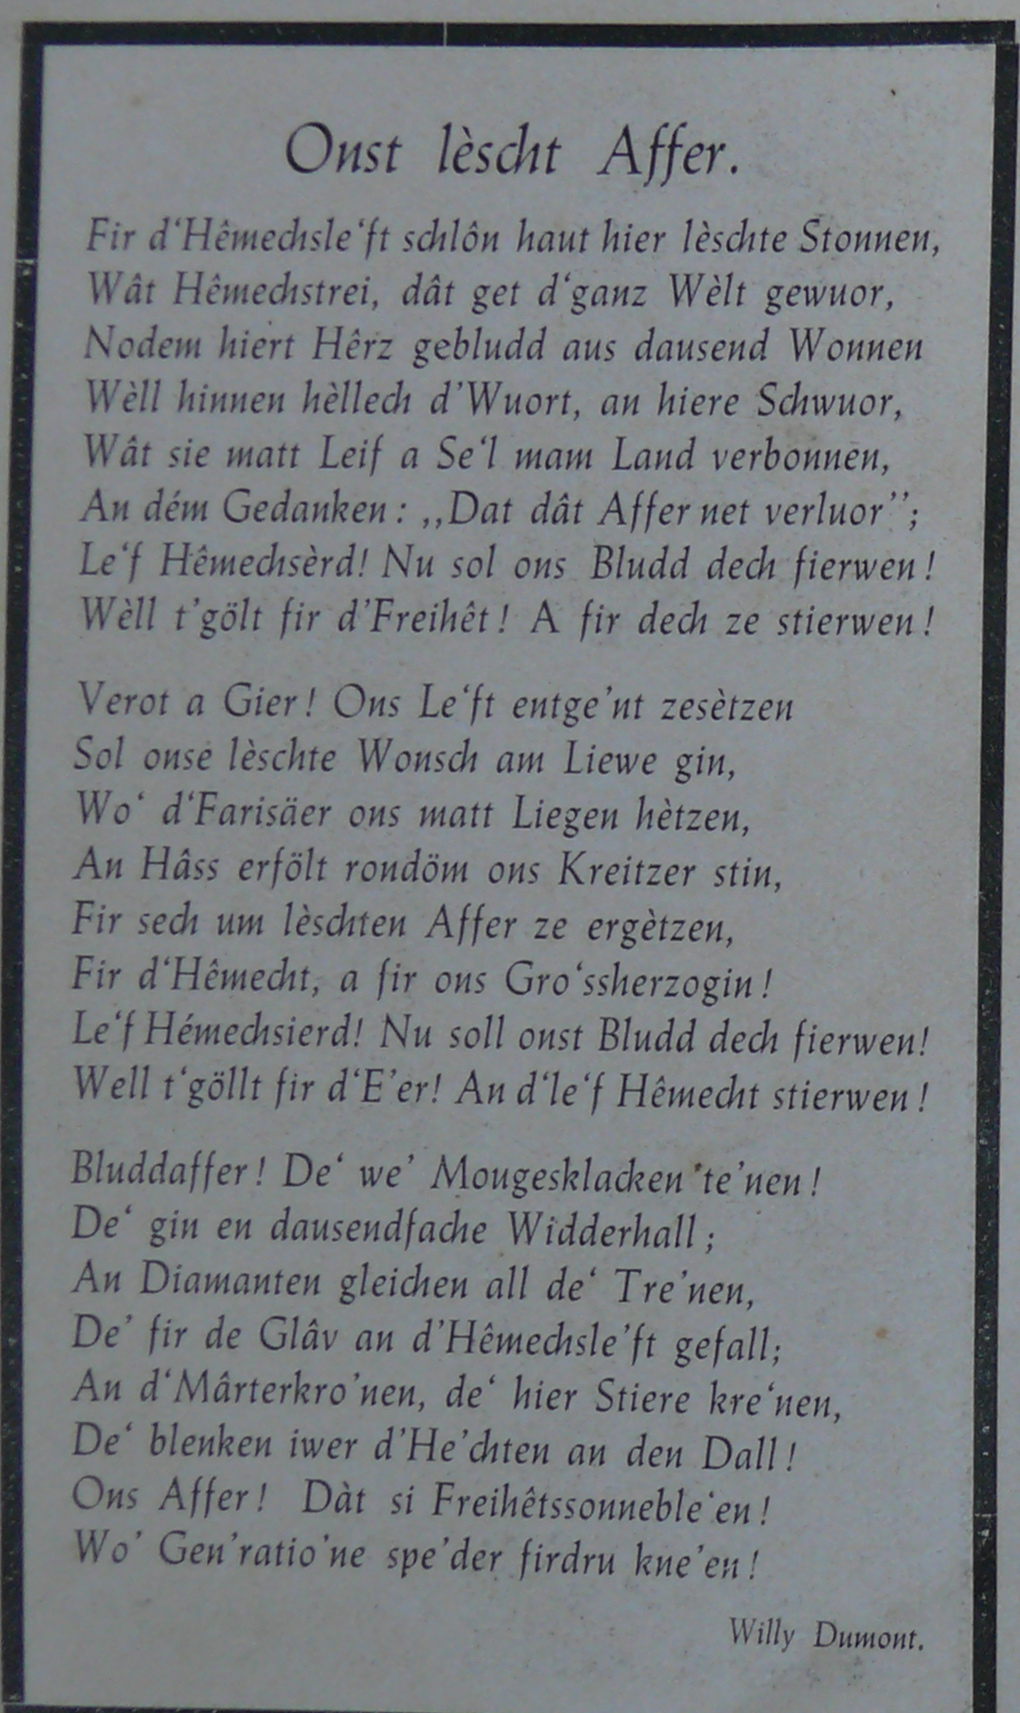 Onst lèscht Affer.
Fir d‘Hêmechsle‘ft schlôn haut hier lèschte Stonnen,
Wât Hêmechstrei, dât get d‘ganz Wèlt gewuor,
Nodem hiert Hêrz gebludd aus dausend Wonnen
Wèll hinnen hèllech d’Wuort, an hiere Schwuor,
Wât sie matt Leif a Se‘l mam Land verbonnen,
An dém Gedanken: ,,Dat dât Affer net verluor’’;
Le‘f Hêmechsèrd! Nu sol ons Bludd dech fierwen!
Wèll t’gölt fir d’Freihêt! A fir dech ze stierwen!
Verot a Gier! Ons Le‘ft entge’nt zesètzen
Sol onse lèschte Wonsch am Liewe gin,
Wo‘ d‘Farisäer ons matt Liegen hètzen,
An Hâss erfölt rondöm ons Kreitzer stin,
Fir sech um lèschten Affer ze ergètzen,
Fir d‘Hêmecht, a fir ons Gro‘ssherzogin!
Le‘f Hémechsierd! Nu soll onst Bludd dech fierwen!
Well t‘göllt fir d‘E’er! An d‘le‘f Hêmecht stierwen!
Bluddaffer! De‘ we’ Mougesklacken te’nen!
De‘ gin en dausendfache Widderhall;
An Diamanten gleichen all de‘ Tre’nen,
De’ fir de Glâv an d’Hêmechsle’ft gefall;
An d‘Mârterkro’nen, de‘ hier Stiere kre‘nen,
De‘ blenken iwer d’He’chten an den Dall!
Ons Affer! Dàt si Freihêtssonneble‘en!
Wo’ Gen’ratio’ne spe’der firdru kne’en!
Willy Dumont.